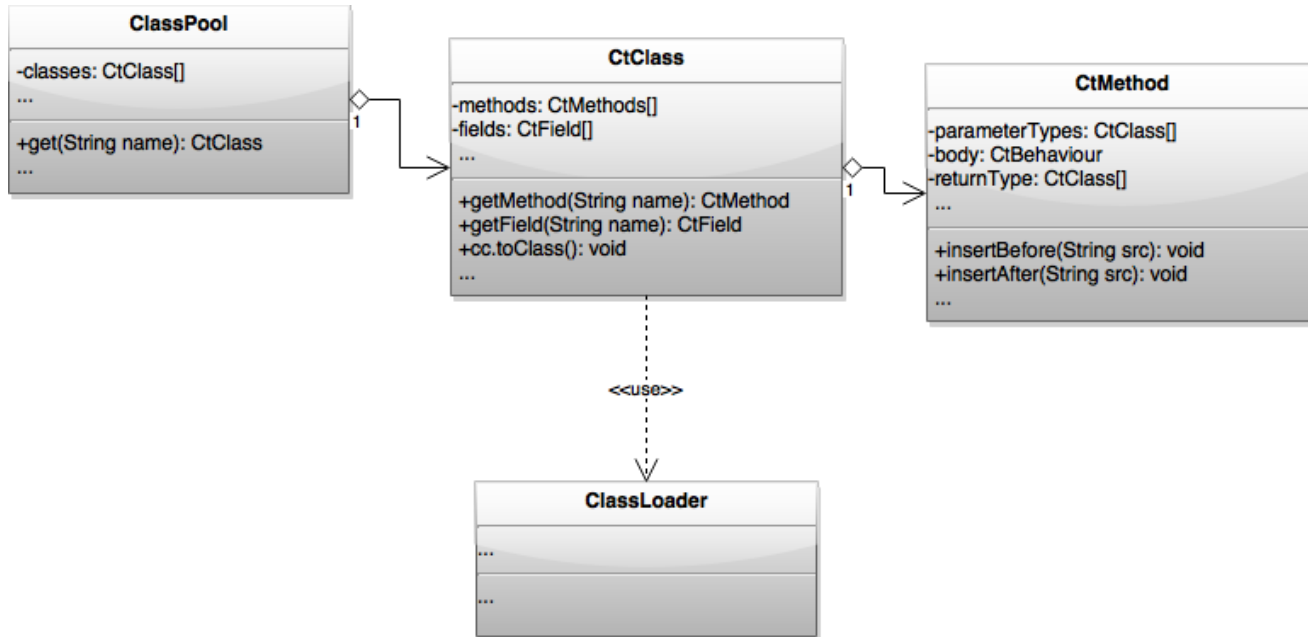 ClassPool
-classes: CtClass[]
...
+get(String name): CtClass
...
1
CtClass
-methods: CtMethods[]
-fields: CtField[]
...
+getMethod(String name): CtMethod
+getField(String name): CtField
+cc.toClass(): void
...
1
CtMethod
-parameterTypes: CtClass[]
-body: CtBehaviour
-returnType: CtClass[]
...
+insertBefore(String src): void
+insertAfter(String src): void
...
<<use>>
ClassLoader
...
...